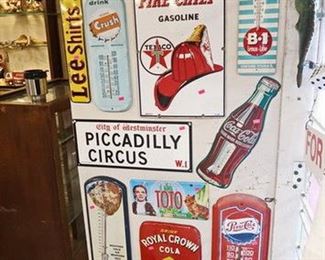 Lee-Shirts
drink
Crush
FIRE-CHIEF
GASOLINE
TEXACO
T
B-1
Lemon-Lime
City of Westminster
PICCADILLY
CIRCUS
W.1
Coca-Cola
TOTO
Pepsi-Cola
ROYAL CROWN
COLA
FOR